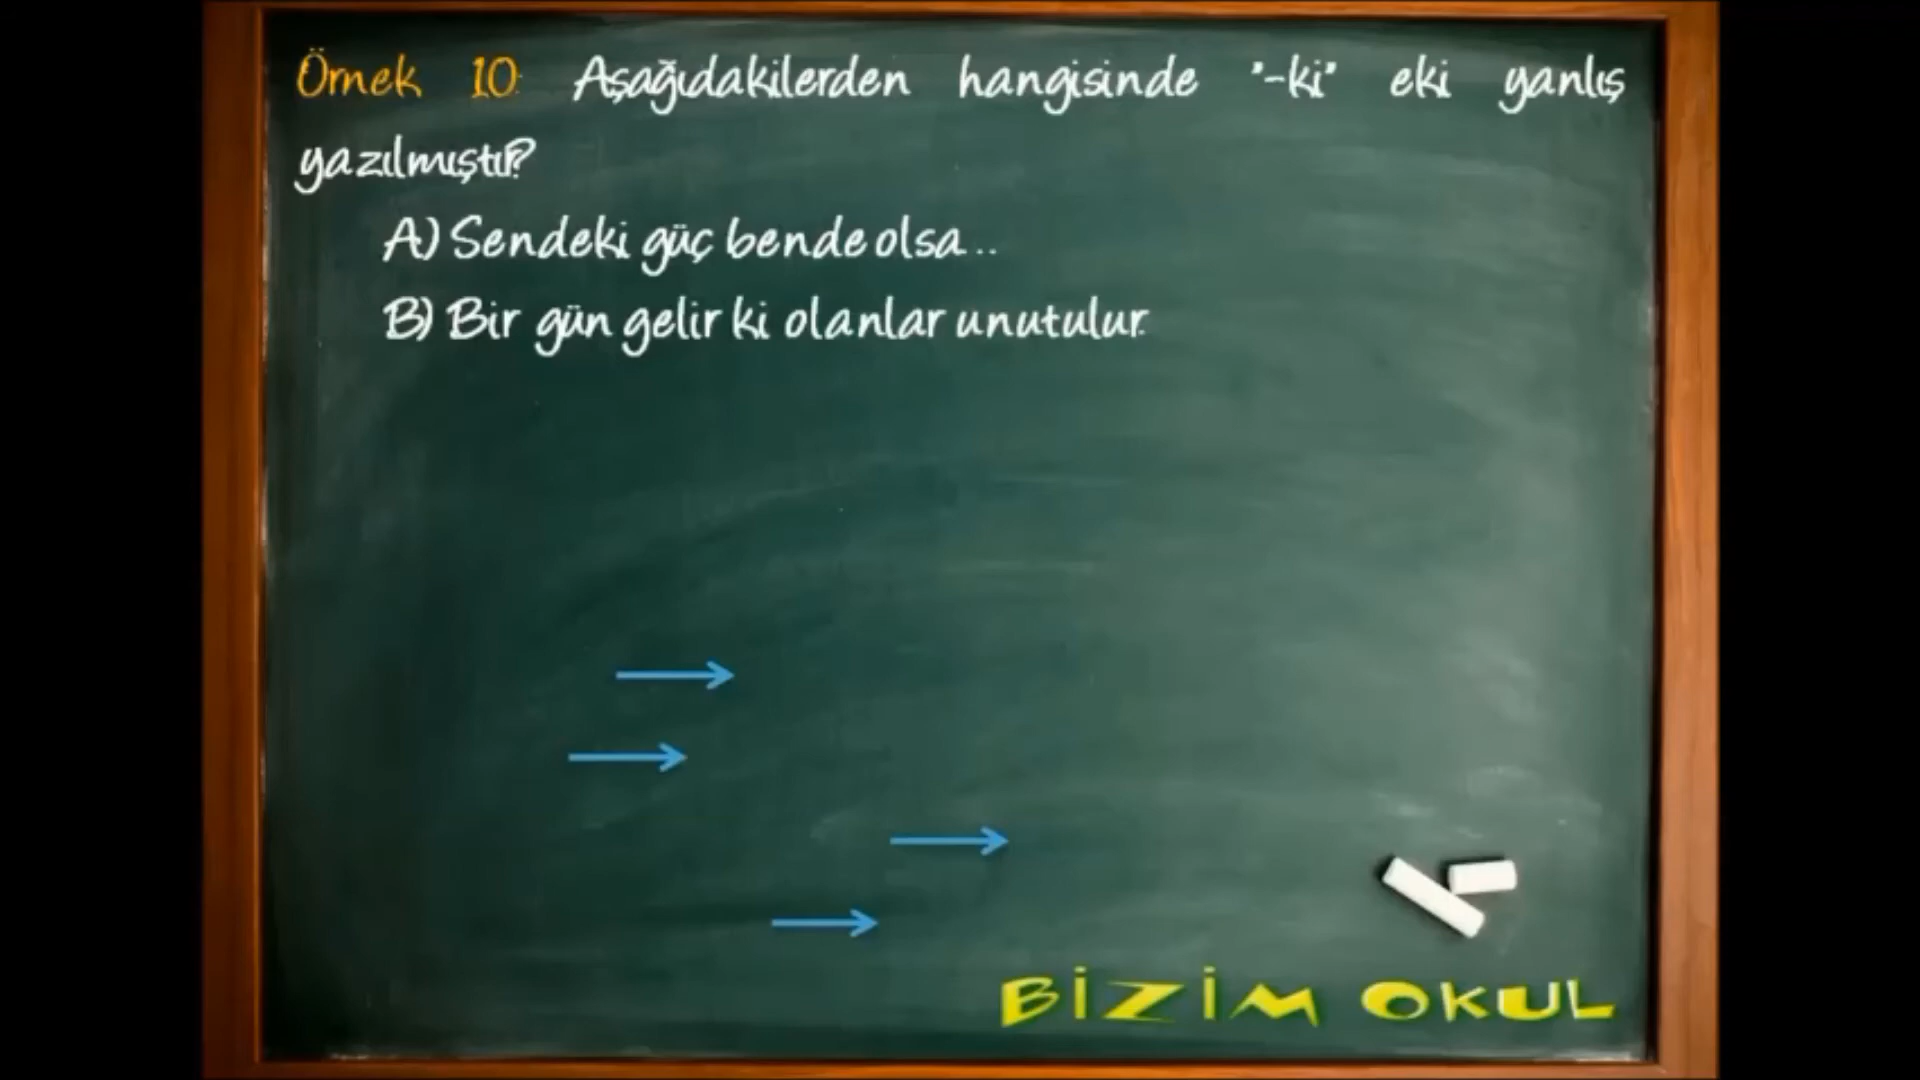 Örnek 10: Aşağıdakilerden hangisinde "-ki" eki yanlış
yazılmıştır?
A) Sendeki güç bende olsa...
B) Bir gün gelir ki olanlar unutulur.
BİZİM OKUL